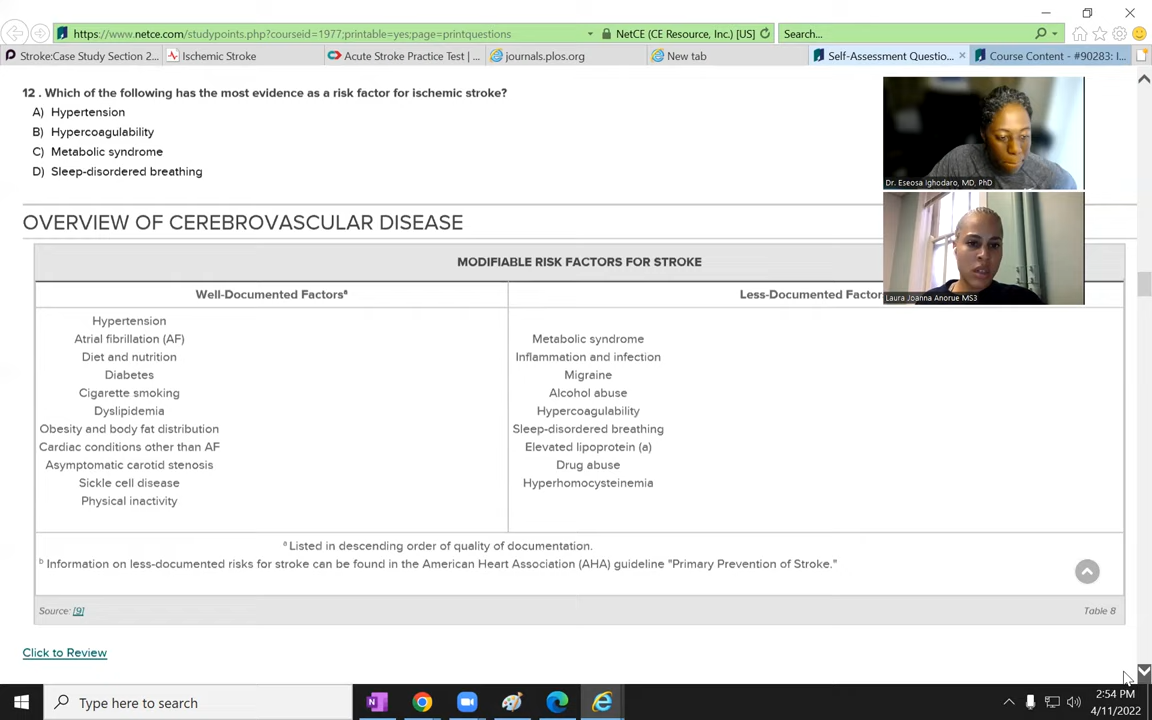 https://www.netce.com/studypoints.php?courseid=1977;printable=yes;page=printquestions
NetCE (CE Resource, Inc.) [US]
Search...
Stroke:Case Study Section 2...
Ischemic Stroke
Acute Stroke Practice Test | ...
journals.plos.org
New tab
Self-Assessment Questio...
Course Content - #90283: I...
12 . Which of the following has the most evidence as a risk factor for ischemic stroke?
A) Hypertension
B) Hypercoagulability
C) Metabolic syndrome
D) Sleep-disordered breathing
Dr. Eseosa Ighodaro, MD, PhD
Laura Joanna Anorue MS3
OVERVIEW OF CEREBROVASCULAR DISEASE
MODIFIABLE RISK FACTORS FOR STROKE
Well-Documented Factorsª
Less-Documented Factor
Hypertension
Atrial fibrillation (AF)
Diet and nutrition
Diabetes
Cigarette smoking
Dyslipidemia
Obesity and body fat distribution
Cardiac conditions other than AF
Asymptomatic carotid stenosis
Sickle cell disease
Physical inactivity
Metabolic syndrome
Inflammation and infection
Migraine
Alcohol abuse
Hypercoagulability
Sleep-disordered breathing
Elevated lipoprotein (a)
Drug abuse
Hyperhomocysteinemia
ª Listed in descending order of quality of documentation.
ᵇ Information on less-documented risks for stroke can be found in the American Heart Association (AHA) guideline "Primary Prevention of Stroke."
Source: [9]
Table 8
Click to Review
Type here to search
2:54 PM
4/11/2022